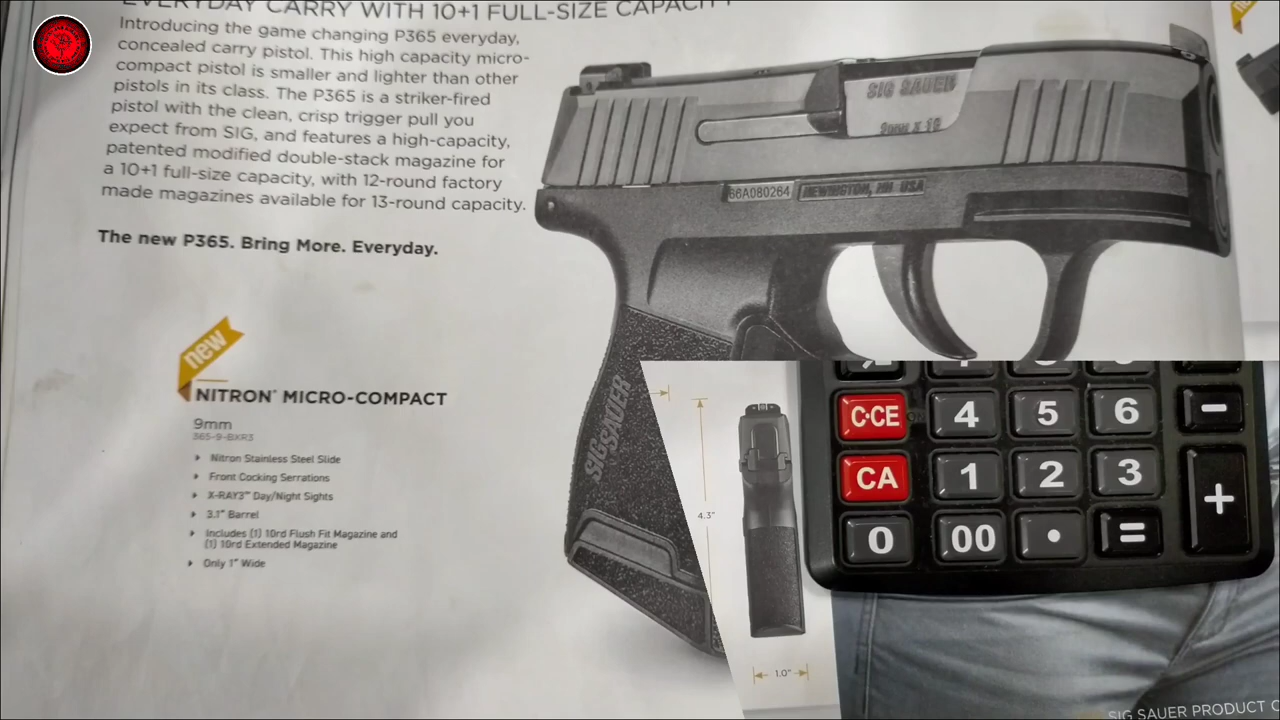 EVERYDAY CARRY WITH 10+1 FULL-SIZE CAPACITY
Introducing the game changing P365 everyday,
concealed carry pistol. This high capacity micro-
compact pistol is smaller and lighter than other
pistols in its class. The P365 is a striker-fired
pistol with the clean, crisp trigger pull you
expect from SIG, and features a high-capacity,
patented modified double-stack magazine for
a 10+1 full-size capacity, with 12-round factory
made magazines available for 13-round capacity.
The new P365. Bring More. Everyday.
new
NITRON® MICRO-COMPACT
9mm
365-9-BXR3
Nitron Stainless Steel Slide
Front Cocking Serrations
X-RAY3™ Day/Night Sights
3.1" Barrel
Includes (1) 10rd Flush Fit Magazine and
(1) 10rd Extended Magazine
Only 1" Wide
SIG SAUER
9mm x 19
66A080264
NEWINGTON, NH. USA
SIG SAUER
4.3"
1.0"
C·CE 4 5 6 -
CA 1 2 3 +
0 00 · =
SIG SAUER PRODUCT